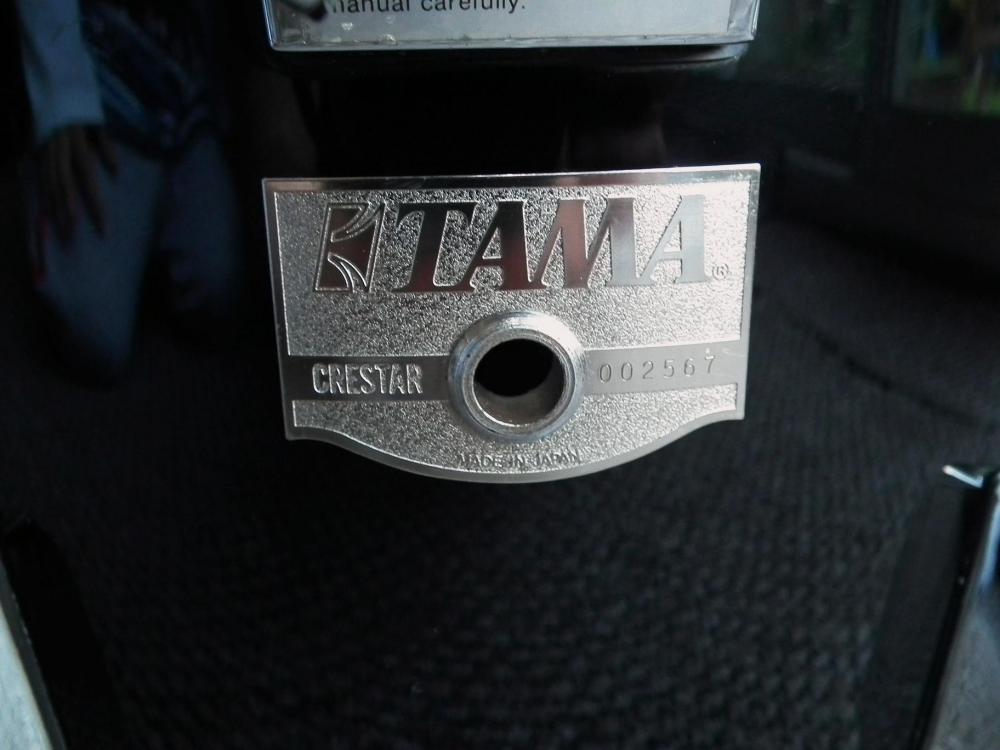 manual carefully.
TAMA®
CRESTAR 002567
MADE IN JAPAN